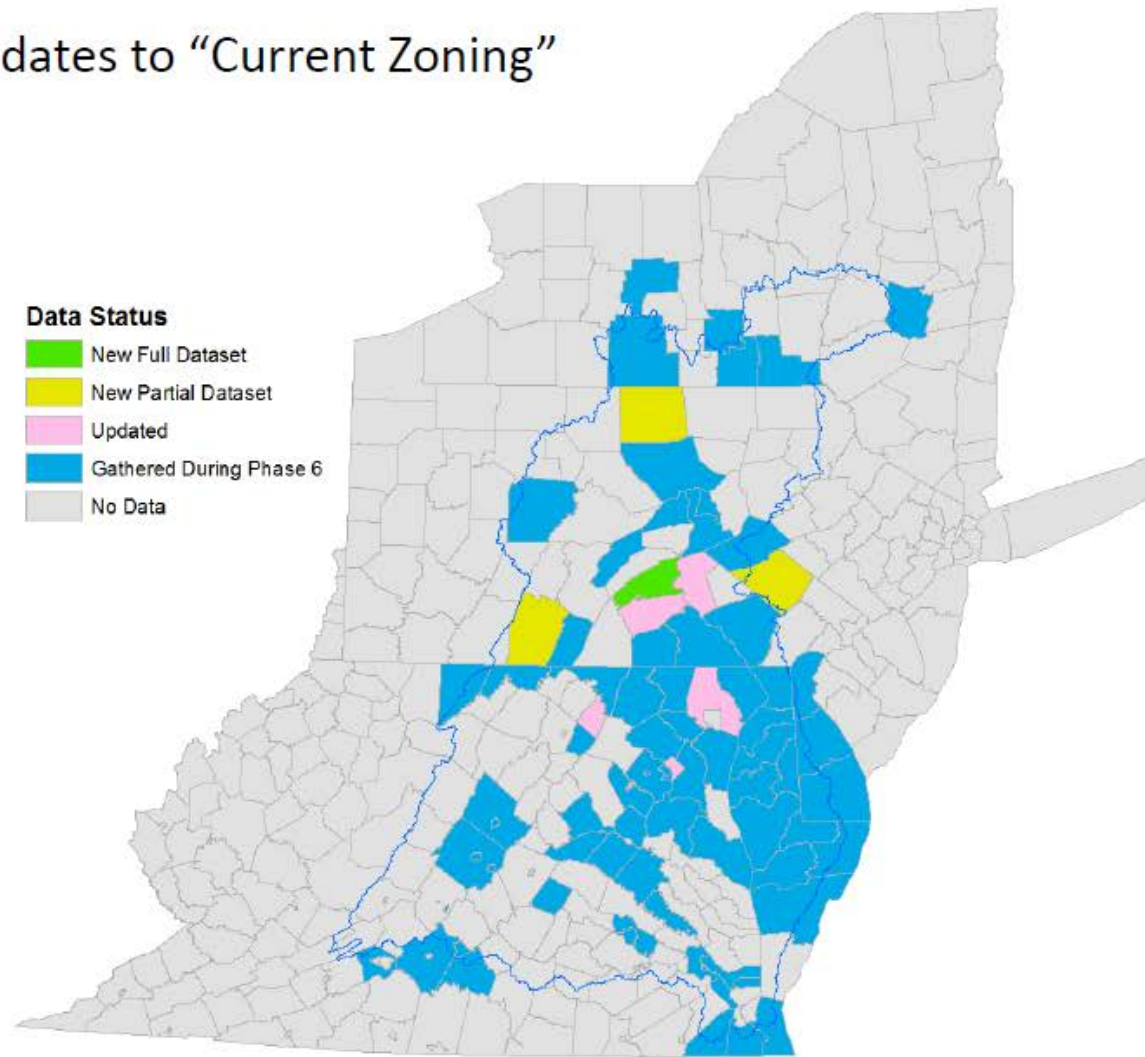 dates to “Current Zoning”
Data Status
New Full Dataset
New Partial Dataset
Updated
Gathered During Phase 6
No Data